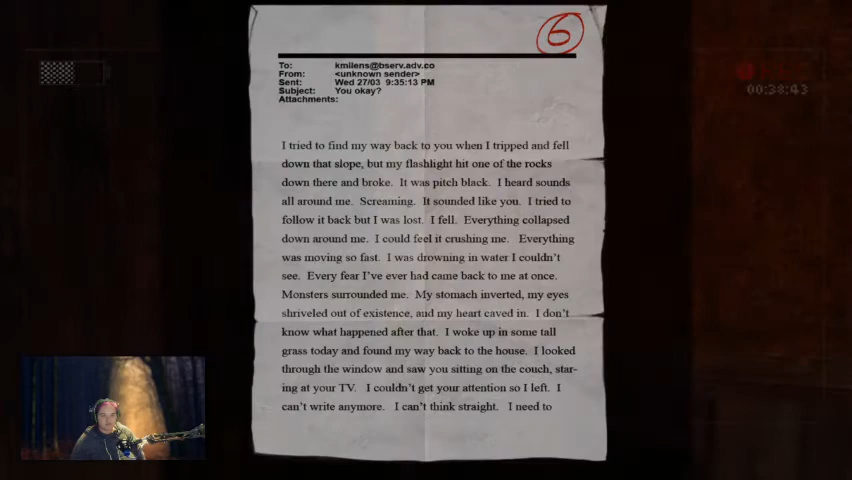 6
To: kmilens@bserv.adv.co
From: <unknown sender>
Sent: Wed 27/03 9:35:13 PM
Subject: You okay?
Attachments:
00:38:43
I tried to find my way back to you when I tripped and fell
down that slope, but my flashlight hit one of the rocks
down there and broke. It was pitch black. I heard sounds
all around me. Screaming. It sounded like you. I tried to
follow it back but I was lost. I fell. Everything collapsed
down around me. I could feel it crushing me. Everything
was moving so fast. I was drowning in water I couldn't
see. Every fear I've ever had came back to me at once.
Monsters surrounded me. My stomach inverted, my eyes
shriveled out of existence, and my heart caved in. I don't
know what happened after that. I woke up in some tall
grass today and found my way back to the house. I looked
through the window and saw you sitting on the couch, star-
ing at your TV. I couldn't get your attention so I left. I
can't write anymore. I can't think straight. I need to